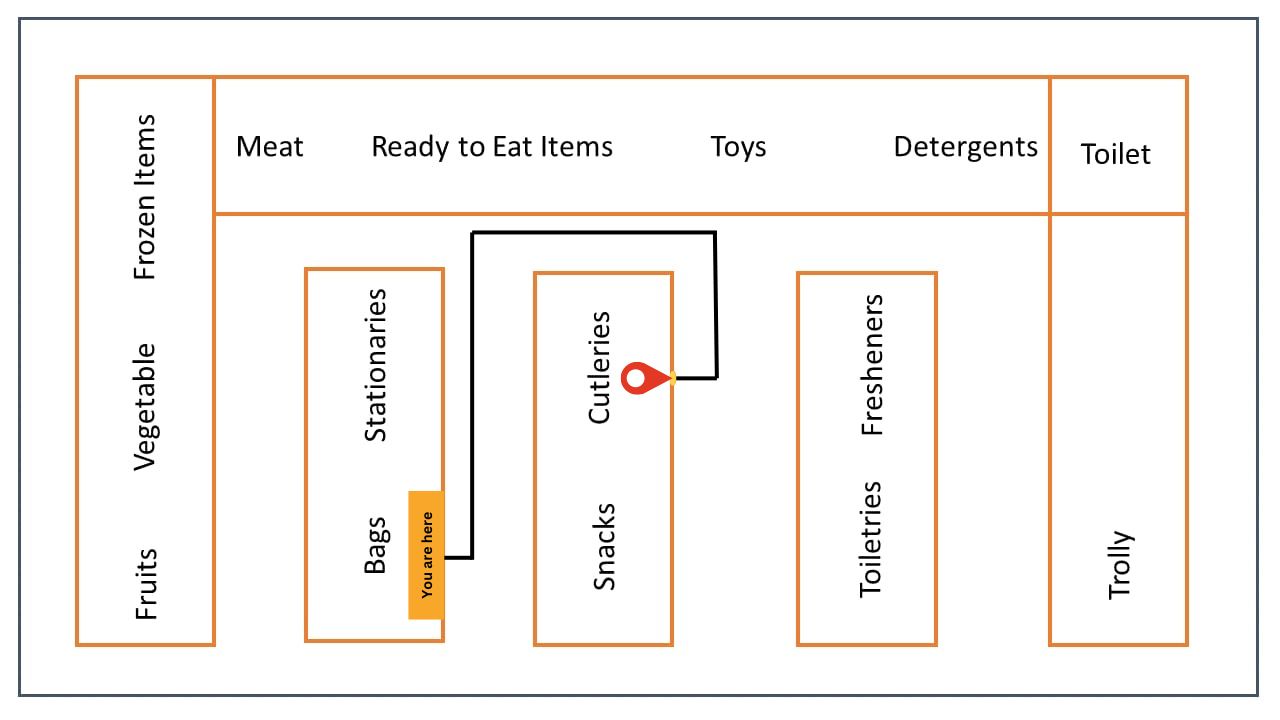 Meat
Ready to Eat Items
Toys
Detergents
Toilet
Frozen Items
Vegetable
Fruits
Stationaries
Bags
You are here
Cutleries
Snacks
Fresheners
Toiletries
Trolly